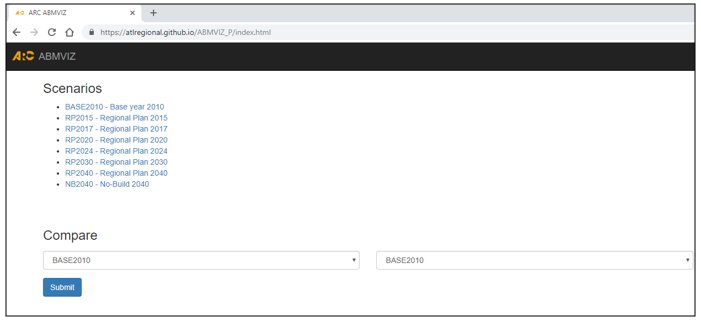 ARC ABMVIZ
https://atlregional.github.io/ABMVIZ_P/index.html
ARC ABMVIZ
Scenarios
BASE2010 - Base year 2010
RP2015 - Regional Plan 2015
RP2017 - Regional Plan 2017
RP2020 - Regional Plan 2020
RP2024 - Regional Plan 2024
RP2030 - Regional Plan 2030
RP2040 - Regional Plan 2040
NB2040 - No-Build 2040
Compare
BASE2010 BASE2010
Submit